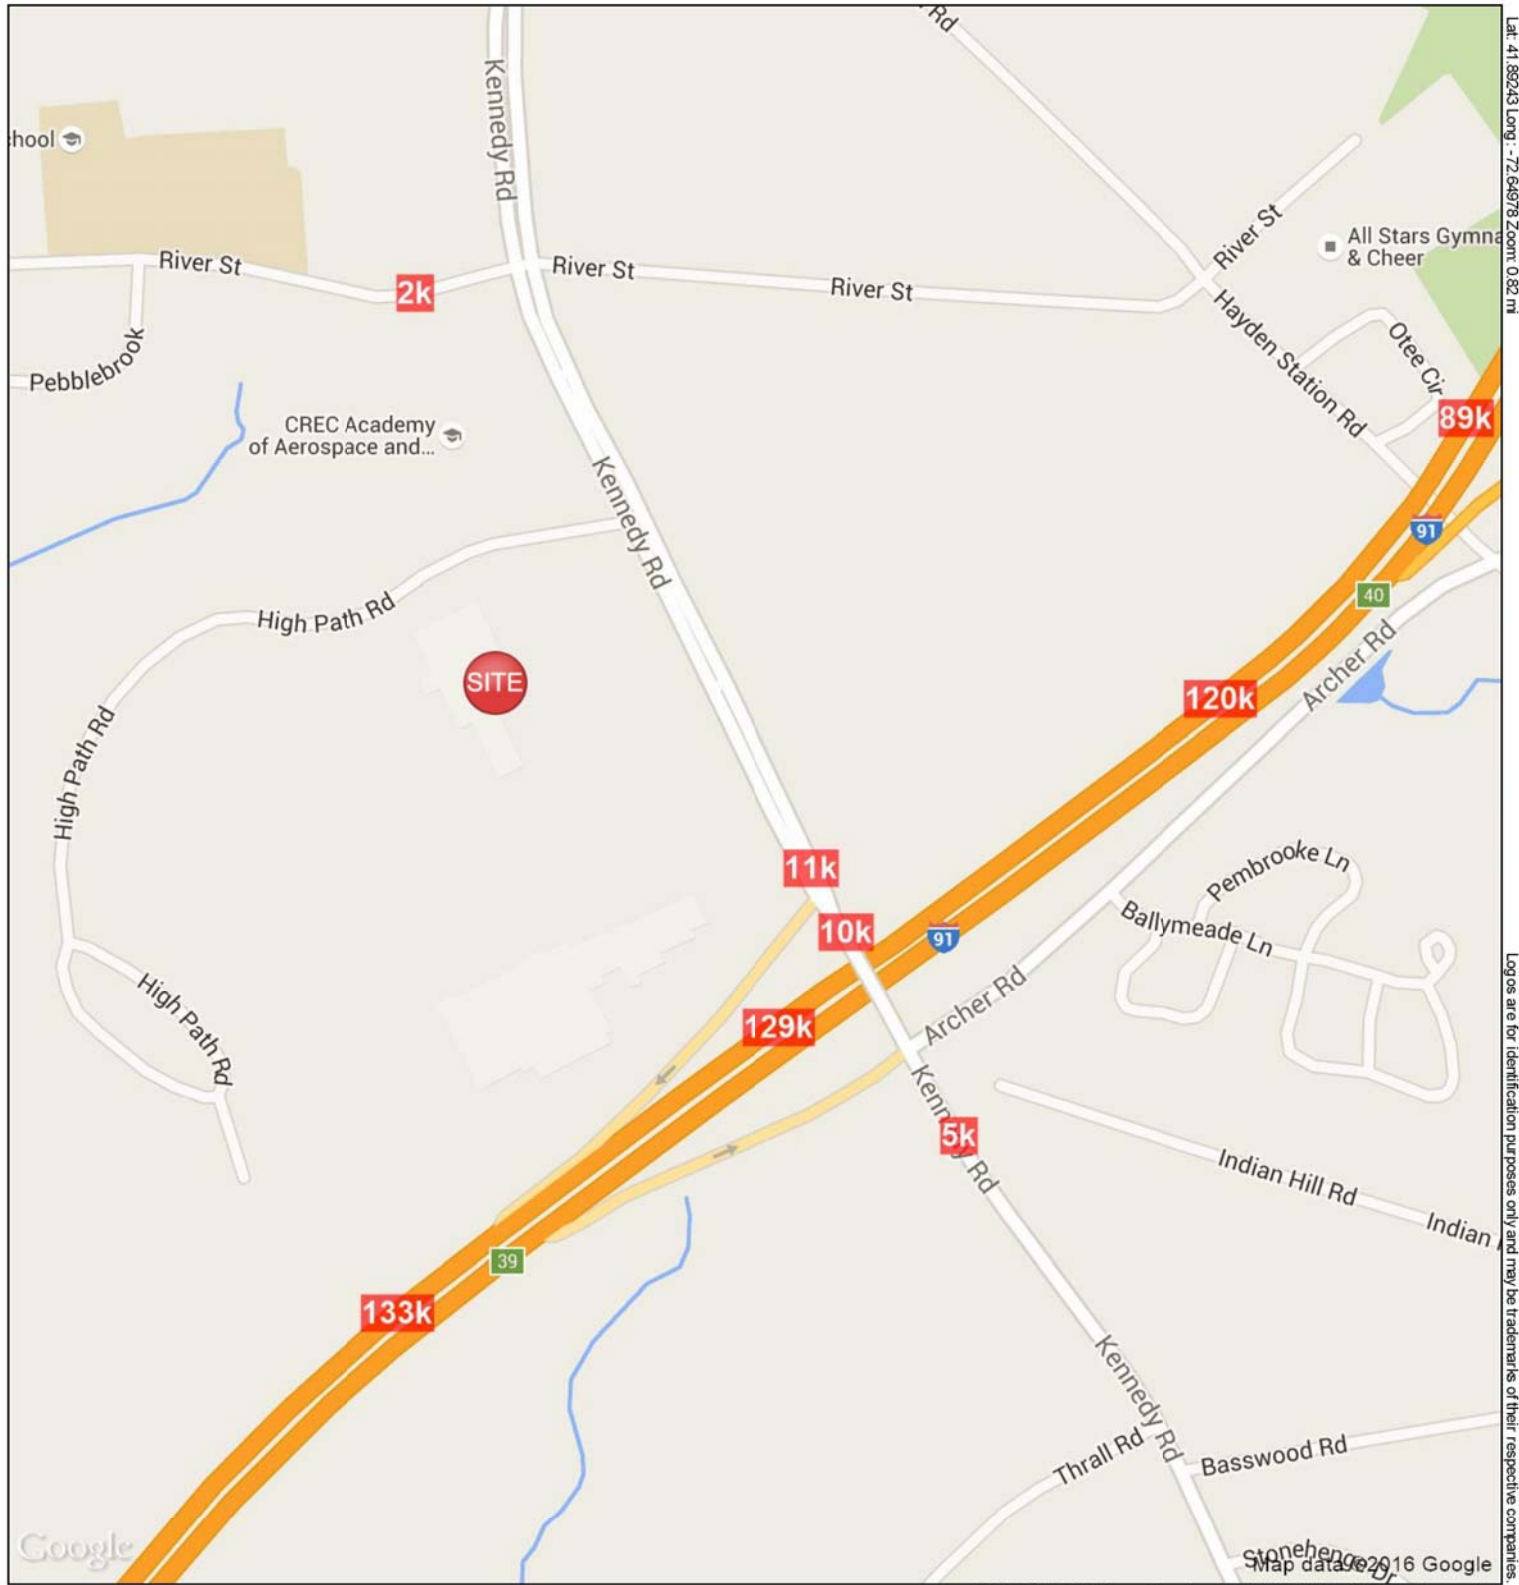 Rd
Kennedy Rd
hool
River St
All Stars Gymna
& Cheer
River St
River St
River St
2k
Hayden Station Rd
Otee Cir
Pebblebrook
CREC Academy
of Aerospace and...
89k
Kennedy Rd
91
40
High Path Rd
Archer Rd
SITE
120k
High Path Rd
11k
Pembrooke Ln
10k
Ballymeade Ln
91
High Path Rd
129k
Archer Rd
Kennedy Rd
5k
Indian Hill Rd
Indian
39
133k
Kennedy Rd
Thrall Rd
Basswood Rd
Stonehenge Dr
Google
Map data ©2016 Google
Lat: 41.89243 Long: -72.64978 Zoom: 0.82 mi
Logos are for identification purposes only and may be trademarks of their respective companies.